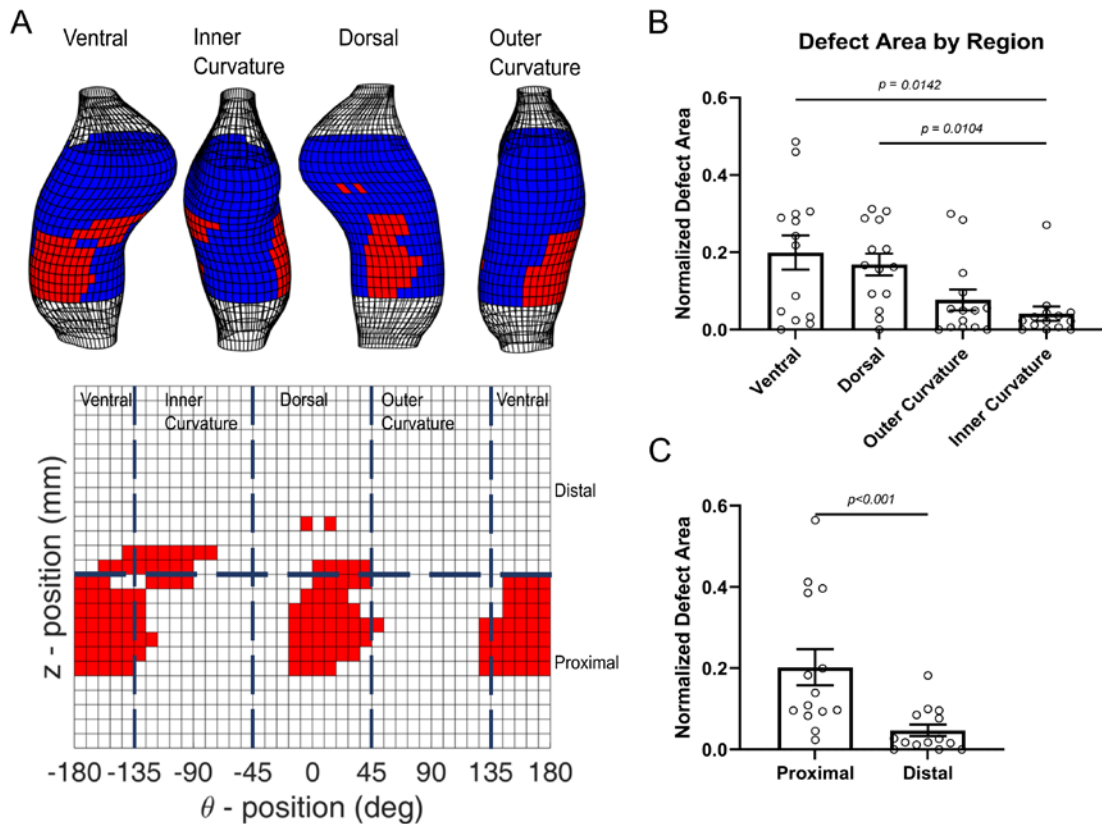 A
Ventral
Inner
Curvature
Dorsal
Outer
Curvature
Ventral
Inner
Curvature
Dorsal
Outer
Curvature
Ventral
Distal
Proximal
z - position (mm)
-180 -135 -90 -45 0 45 90 135 180
θ - position (deg)
B
Defect Area by Region
p = 0.0142
p = 0.0104
Normalized Defect Area
0.6
0.4
0.2
0.0
Ventral
Dorsal
Outer Curvature
Inner Curvature
C
p<0.001
Normalized Defect Area
0.6
0.4
0.2
0.0
Proximal Distal